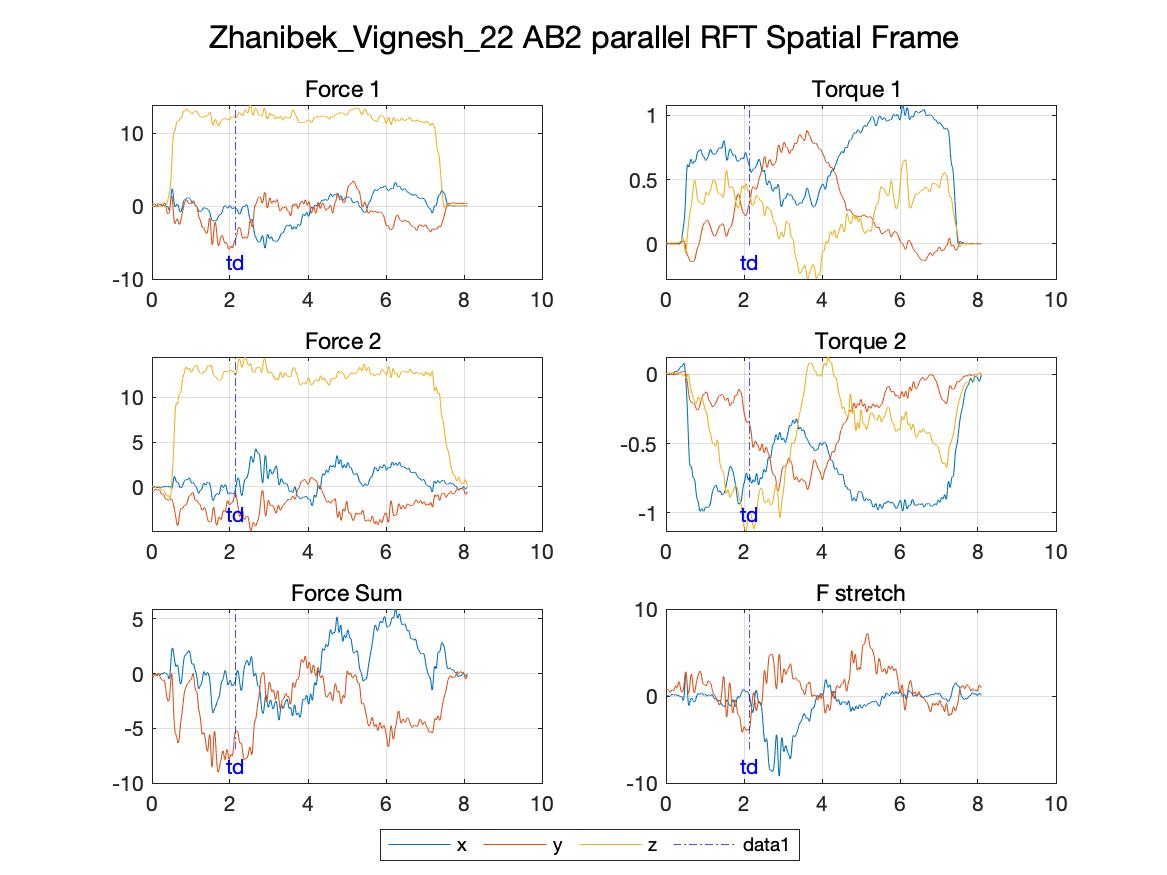 Zhanibek_Vignesh_22 AB2 parallel RFT Spatial Frame
Force 1
10
0
-10
td
0 2 4 6 8 10
Torque 1
1
0.5
0
td
0 2 4 6 8 10
Force 2
10
5
0
td
0 2 4 6 8 10
Torque 2
0
-0.5
-1
td
0 2 4 6 8 10
Force Sum
5
0
-5
-10
td
0 2 4 6 8 10
F stretch
10
0
-10
td
0 2 4 6 8 10
x y z data1